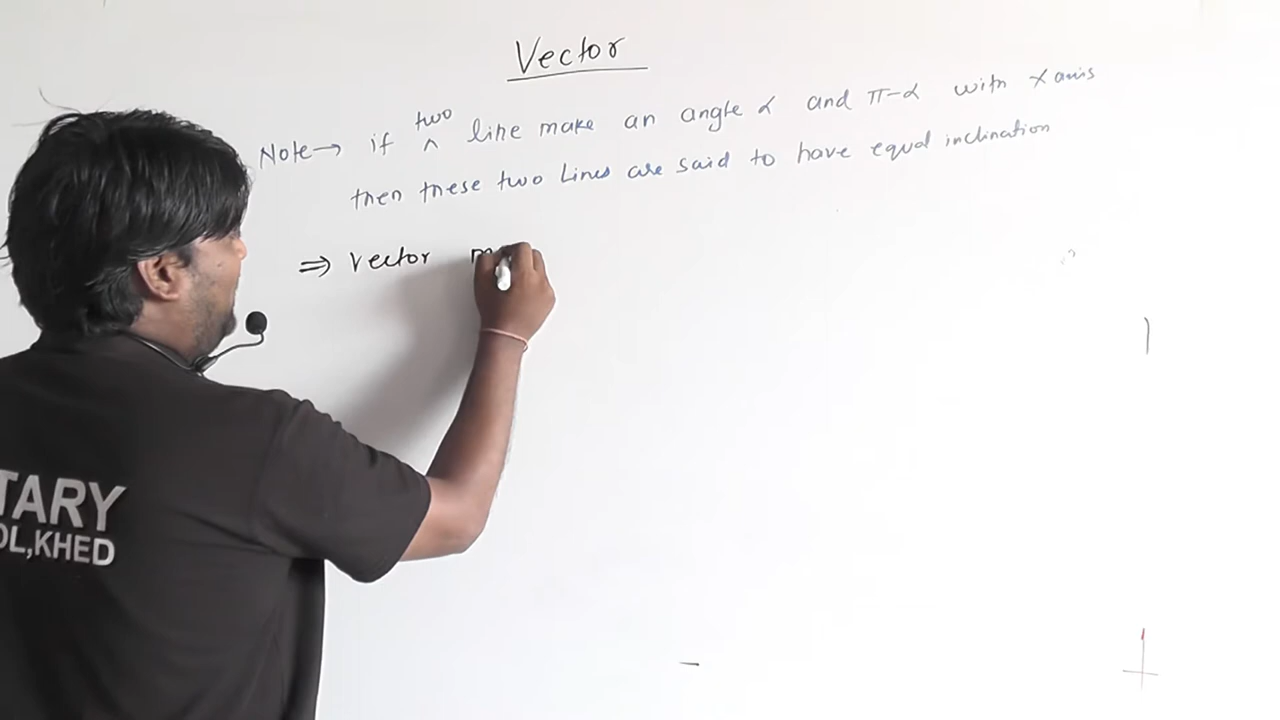 Vector
Note→ if two line make an angle α and π-α with X axis
then these two Lines are said to have equal inclination
⇒ Vector
TARY
OL,KHED